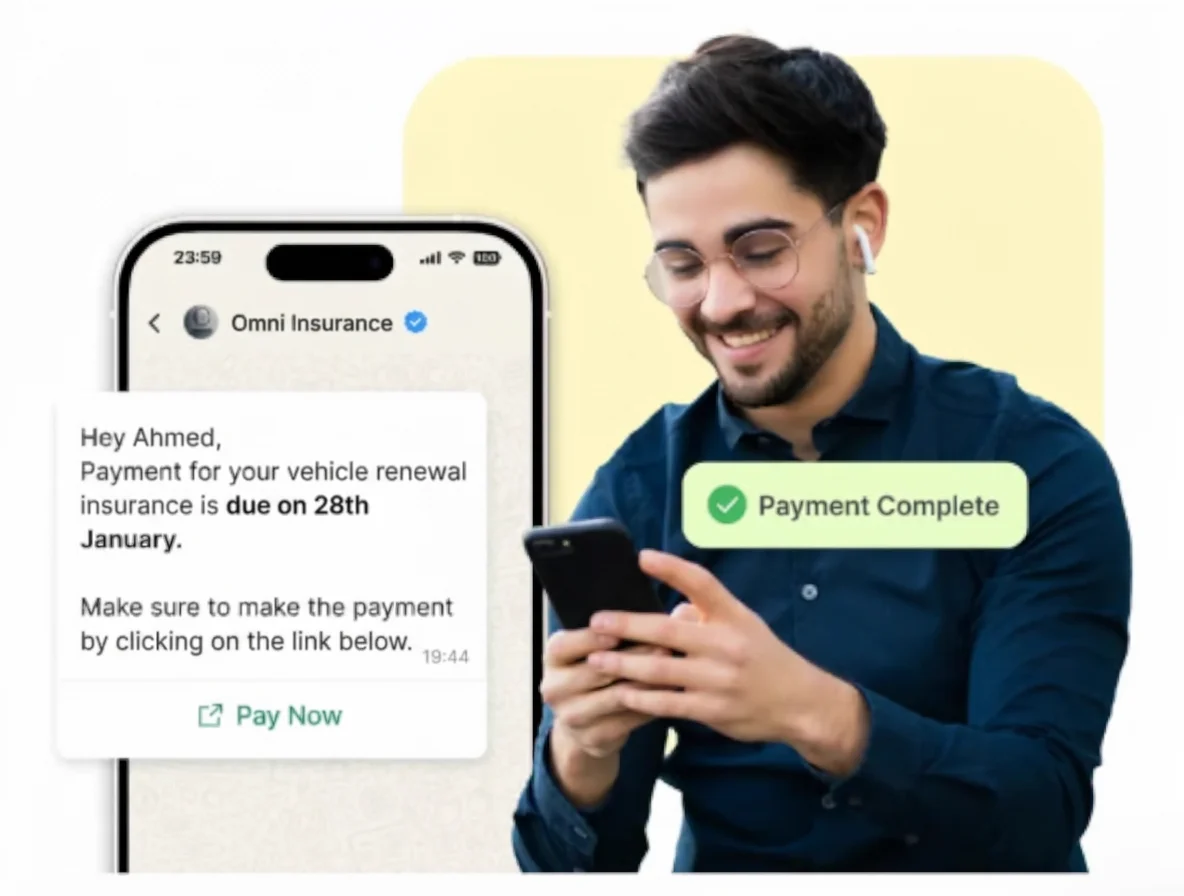 23:59
Omni Insurance
Hey Ahmed,
Payment for your vehicle renewal
insurance is due on 28th
January.
Make sure to make the payment
by clicking on the link below.
19:44
Pay Now
Payment Complete